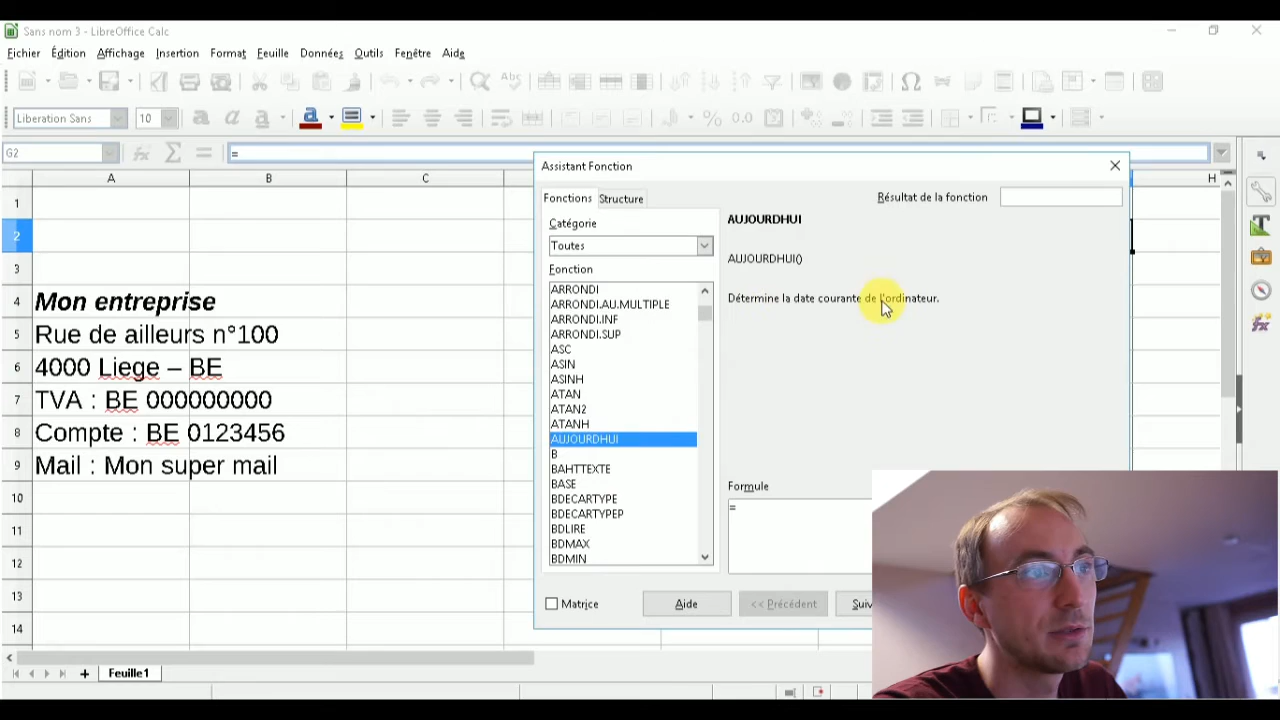 Sans nom 3 - LibreOffice Calc
Fichier Édition Affichage Insertion Format Feuille Données Outils Fenêtre Aide
Liberation Sans 10
G2 =
Assistant Fonction
A B C H
Fonctions Structure
Résultat de la fonction
Catégorie
Toutes
AUJOURDHUI
AUJOURDHUI()
Détermine la date courante de l'ordinateur.
Fonction
ARRONDI
ARRONDI.AU.MULTIPLE
ARRONDI.INF
ARRONDI.SUP
ASC
ASIN
ASINH
ATAN
ATAN2
ATANH
AUJOURDHUI
B
BAHTTEXTE
BASE
BDECARTYPE
BDECARTYPEP
BDLIRE
BDMAX
BDMIN
Formule
=
Matrice
Aide
<< Précédent
Suiv
1
2
3
4 Mon entreprise
5 Rue de ailleurs n°100
6 4000 Liege – BE
7 TVA : BE 000000000
8 Compte : BE 0123456
9 Mail : Mon super mail
10
11
12
13
14
Feuille1